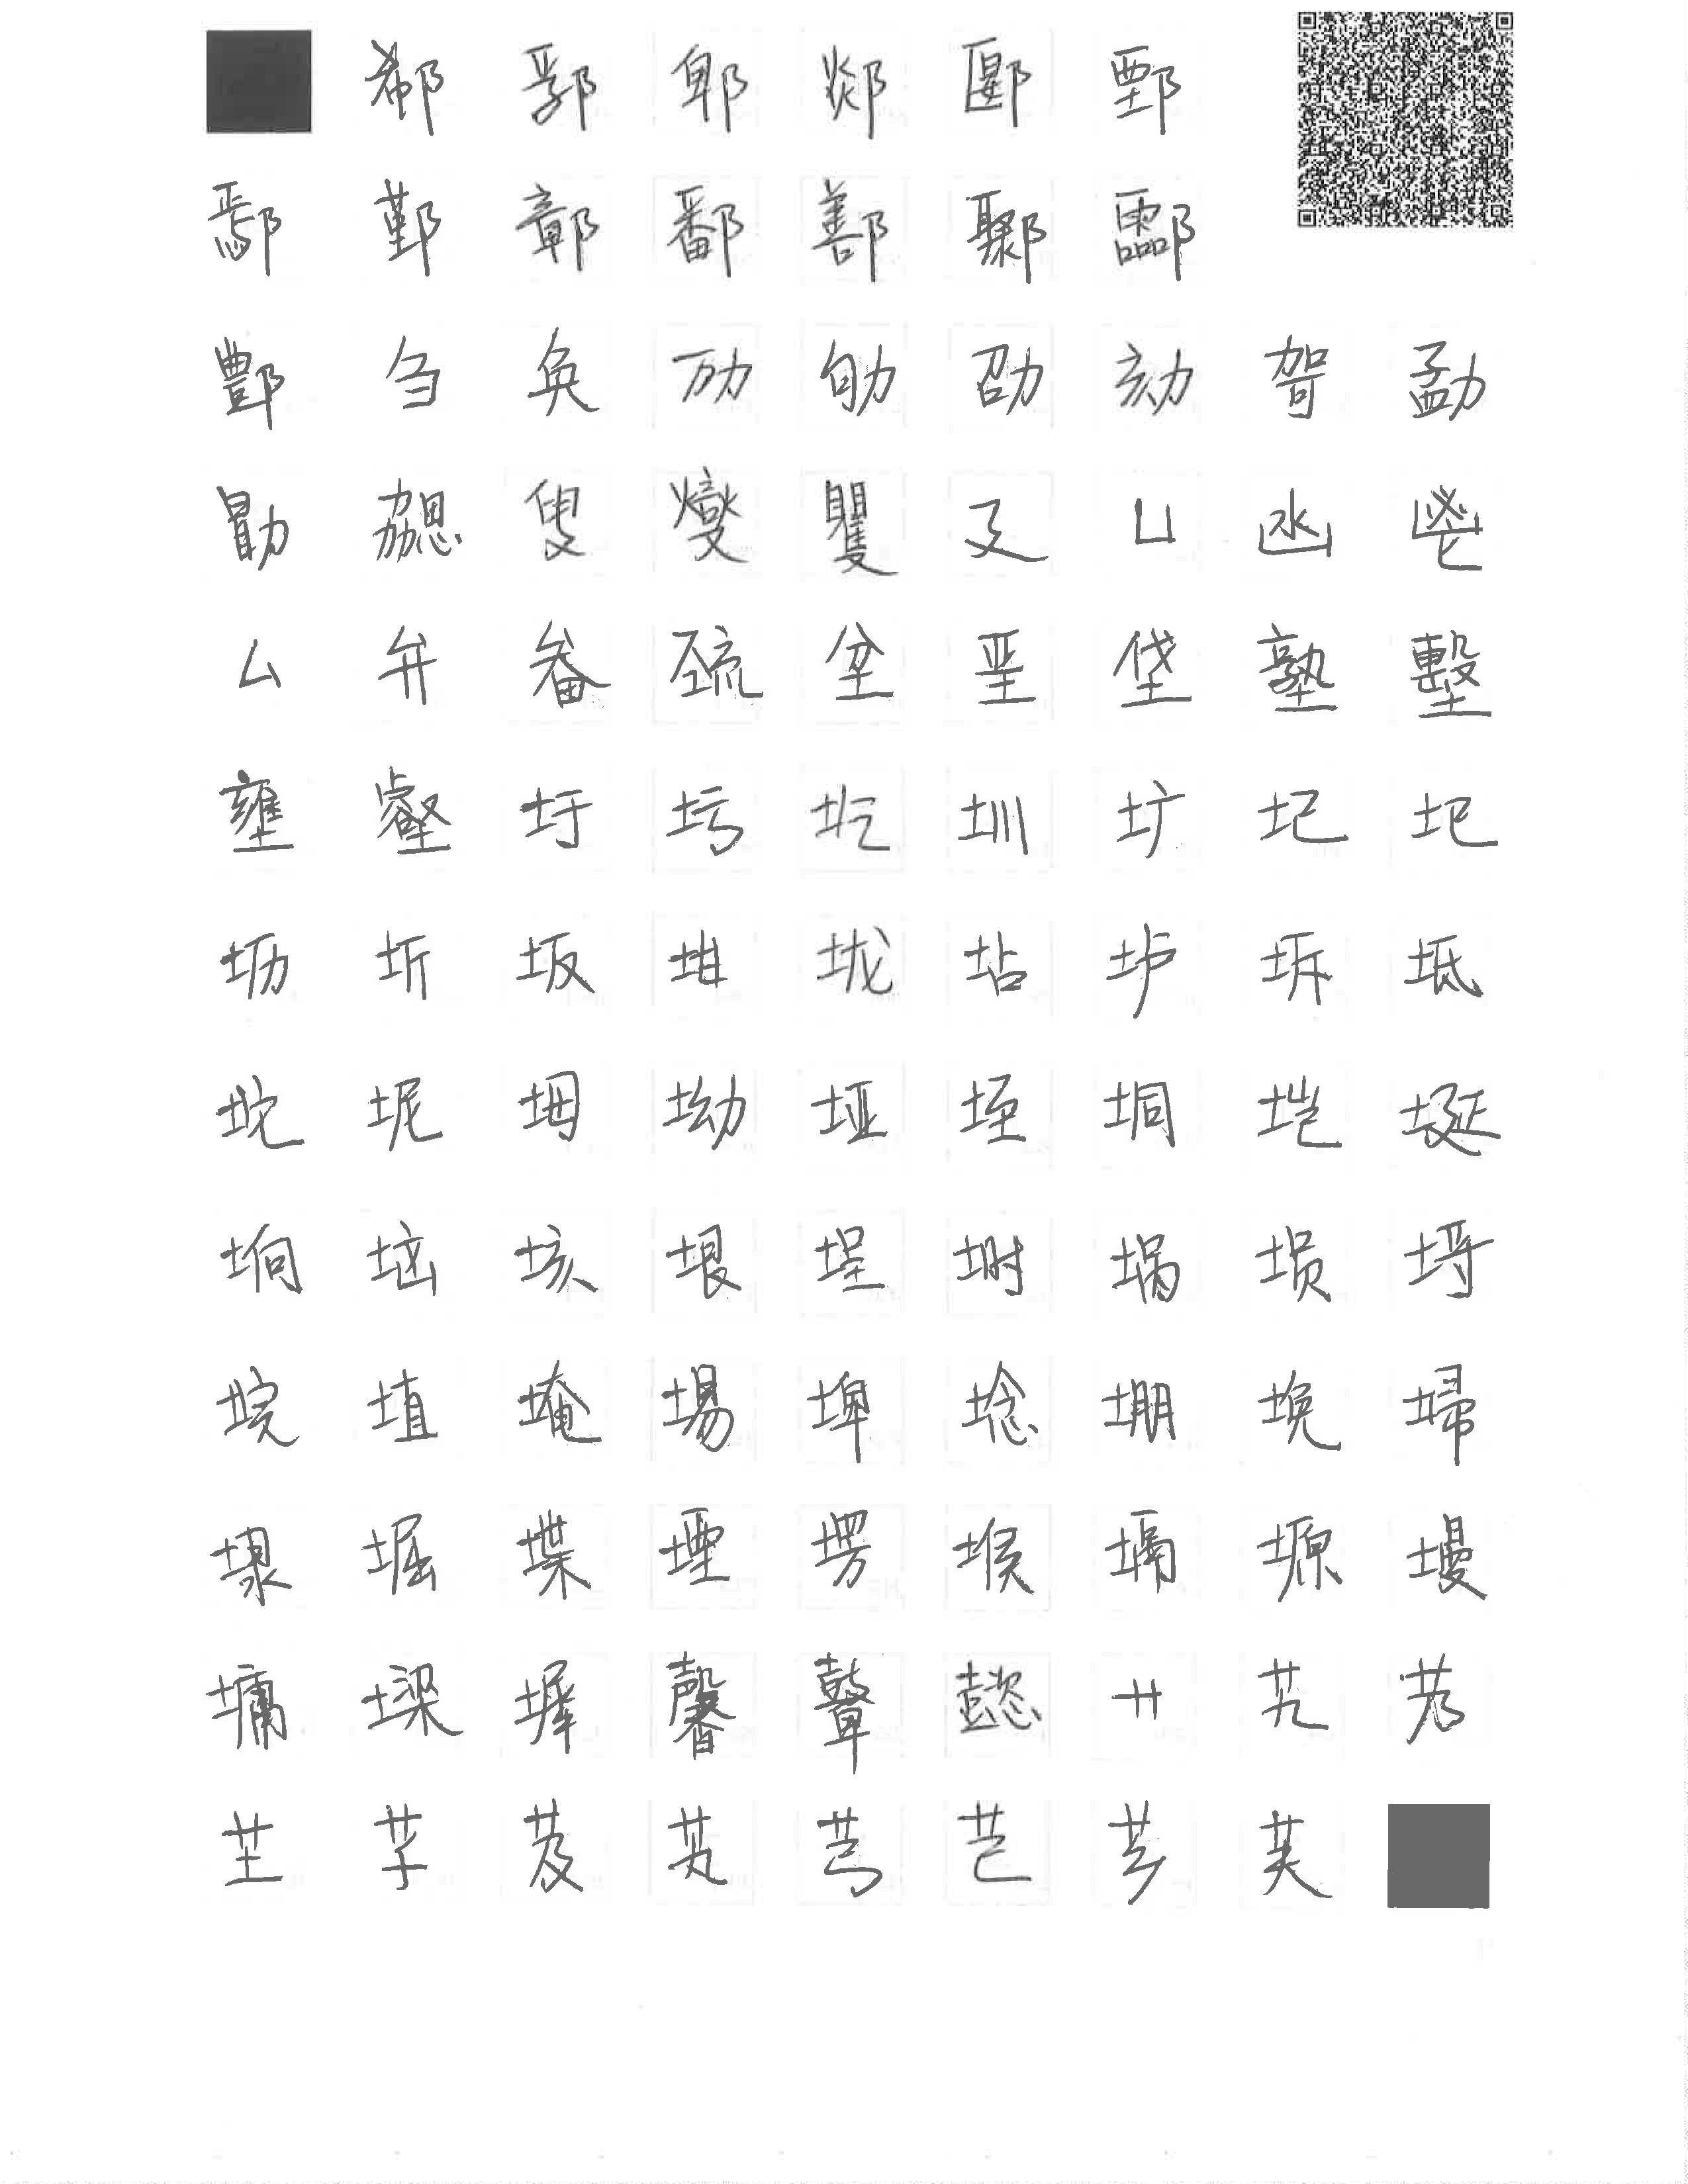 郗郛郫郯郾鄄
鄢鄞鄣鄱鄯鄹酃
酆刍奂劢劬劭劾哿勐
勖勰叟燮矍廴凵凼鬯
厶弁畚巯坌垩垡塾墼
壅壑圩圬圪圳圹圮圯
坜圻坂坩垅坫垆坼坻
坨坭坶坳垭垤垌垲埏
垧垴垓垠埕埘埚埙埒
垸埴埯埸埤埝堋堍埽
埭堀堞堙塄堠塥塬墁
墉墚墀馨鼙懿艹艽艿
芏芊芨芄芎芑芗芙